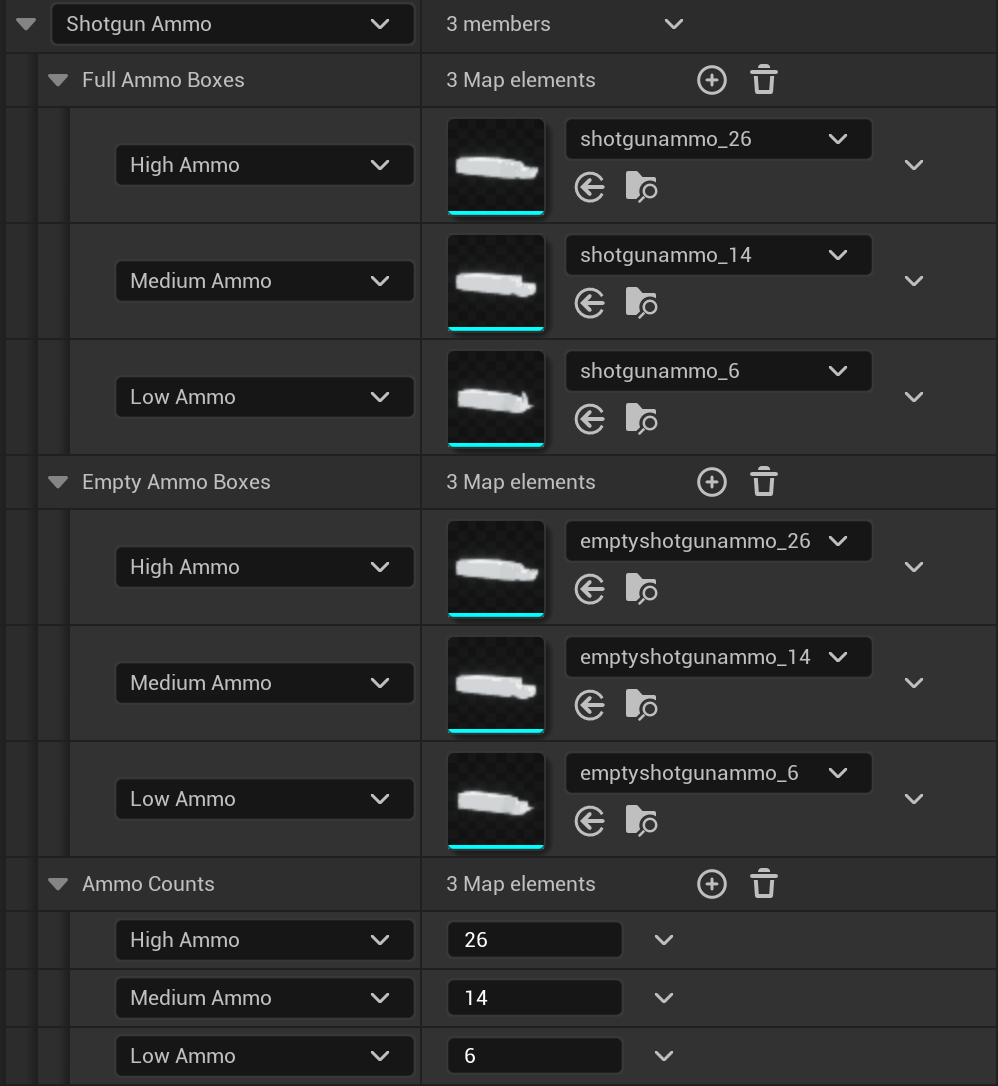 Shotgun Ammo 3 members
Full Ammo Boxes 3 Map elements
High Ammo shotgunammo_26
Medium Ammo shotgunammo_14
Low Ammo shotgunammo_6
Empty Ammo Boxes 3 Map elements
High Ammo emptyshotgunammo_26
Medium Ammo emptyshotgunammo_14
Low Ammo emptyshotgunammo_6
Ammo Counts 3 Map elements
High Ammo 26
Medium Ammo 14
Low Ammo 6